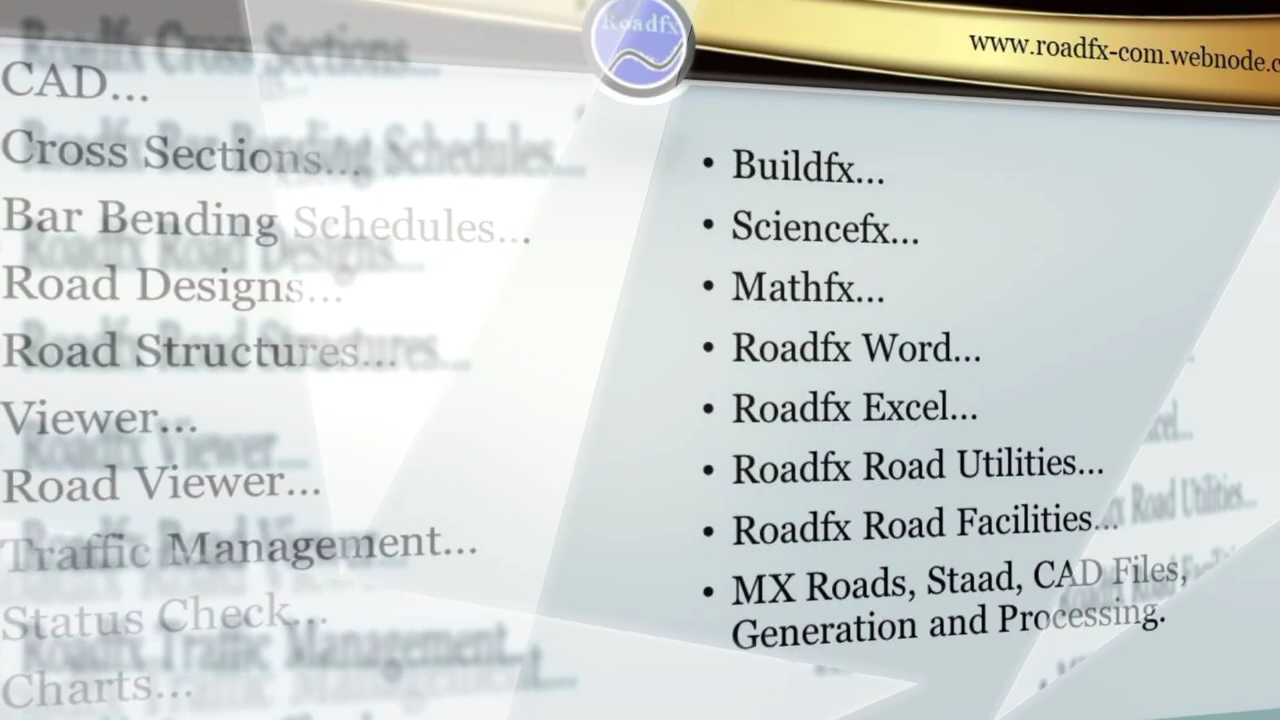 Roadfx
www.roadfx-com.webnode.c
CAD...
Cross Sections...
Bar Bending Schedules...
Road Designs...
Road Structures...
Viewer...
Road Viewer...
Traffic Management...
Status Check...
Charts...
• Buildfx...
• Sciencefx...
• Mathfx...
• Roadfx Word...
• Roadfx Excel...
• Roadfx Road Utilities...
• Roadfx Road Facilities...
• MX Roads, Staad, CAD Files,
Generation and Processing.